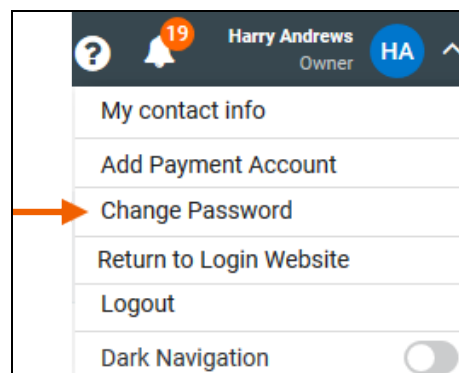 ?
19
Harry Andrews
Owner
HA
My contact info
Add Payment Account
Change Password
Return to Login Website
Logout
Dark Navigation